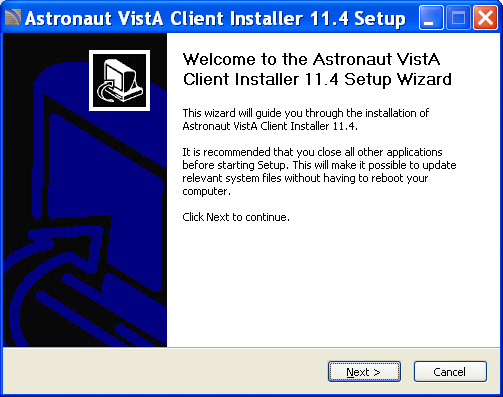 Astronaut VistA Client Installer 11.4 Setup
Welcome to the Astronaut VistA
Client Installer 11.4 Setup Wizard
This wizard will guide you through the installation of
Astronaut VistA Client Installer 11.4.
It is recommended that you close all other applications
before starting Setup. This will make it possible to update
relevant system files without having to reboot your
computer.
Click Next to continue.
Next >
Cancel